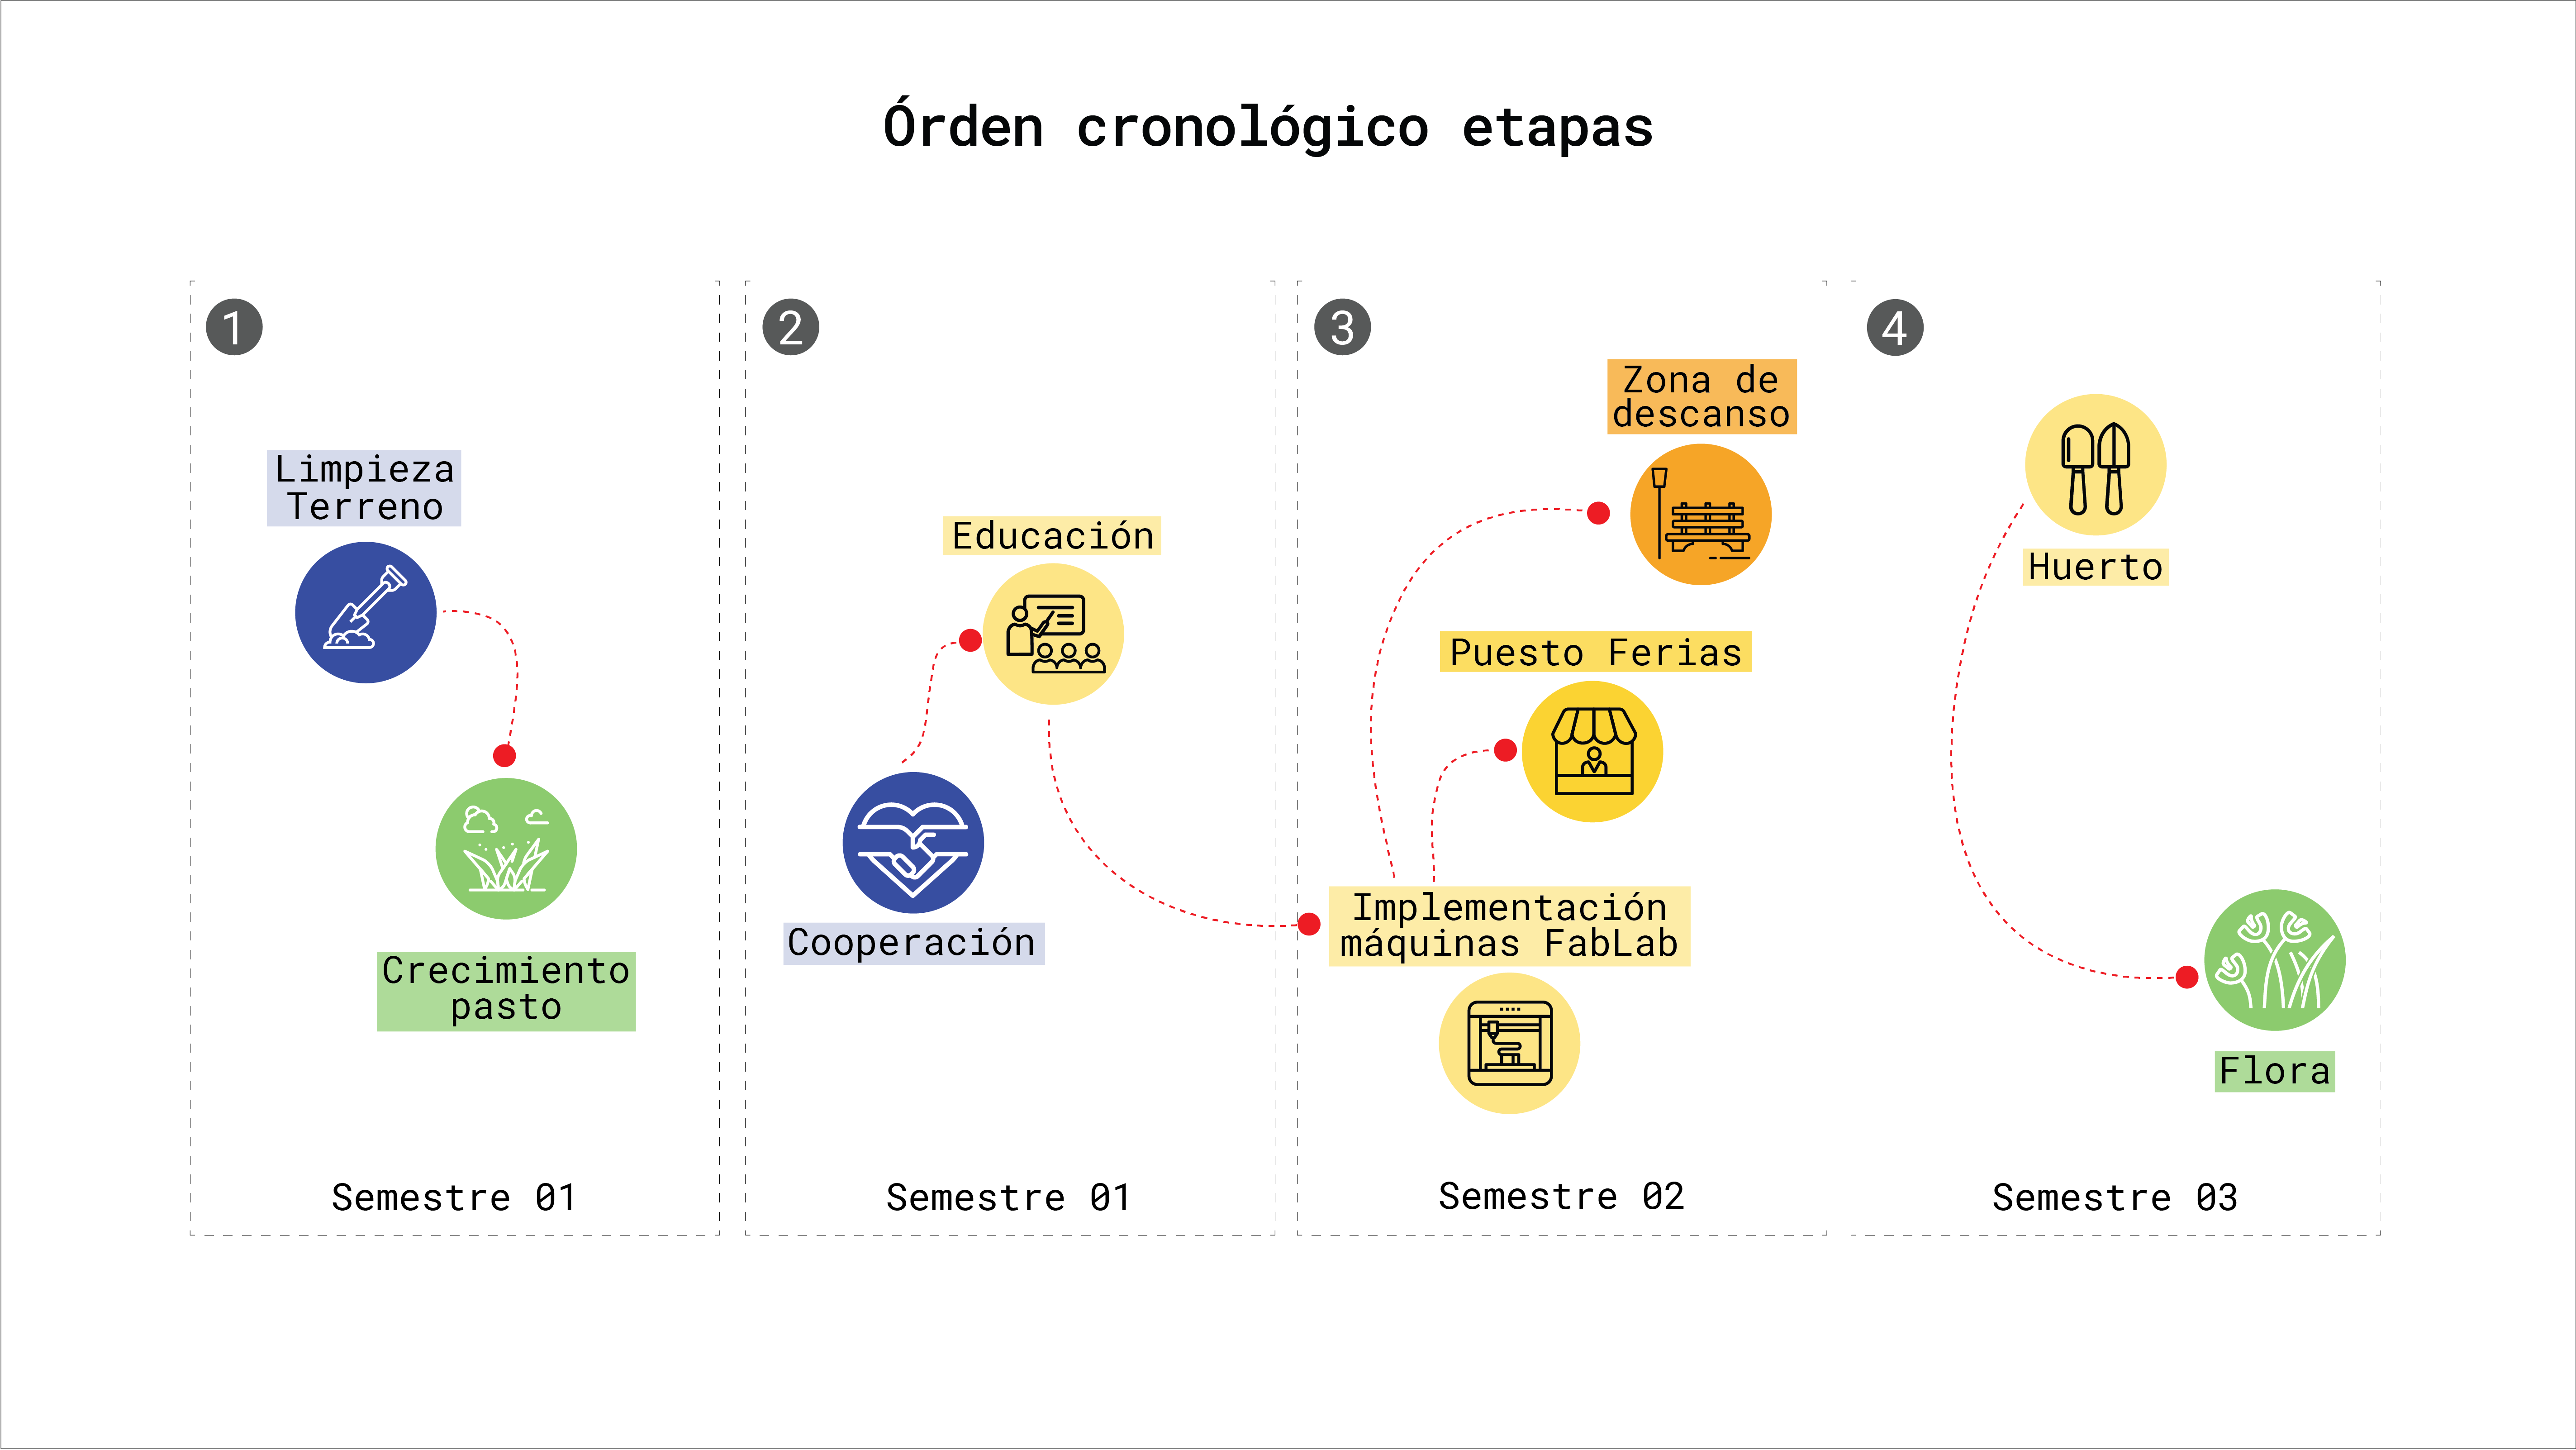 Órden cronológico etapas
1
Limpieza
Terreno
Crecimiento
pasto
Semestre 01
2
Educación
Cooperación
Semestre 01
3
Zona de
descanso
Puesto Ferias
Implementación
máquinas FabLab
Semestre 02
4
Huerto
Flora
Semestre 03